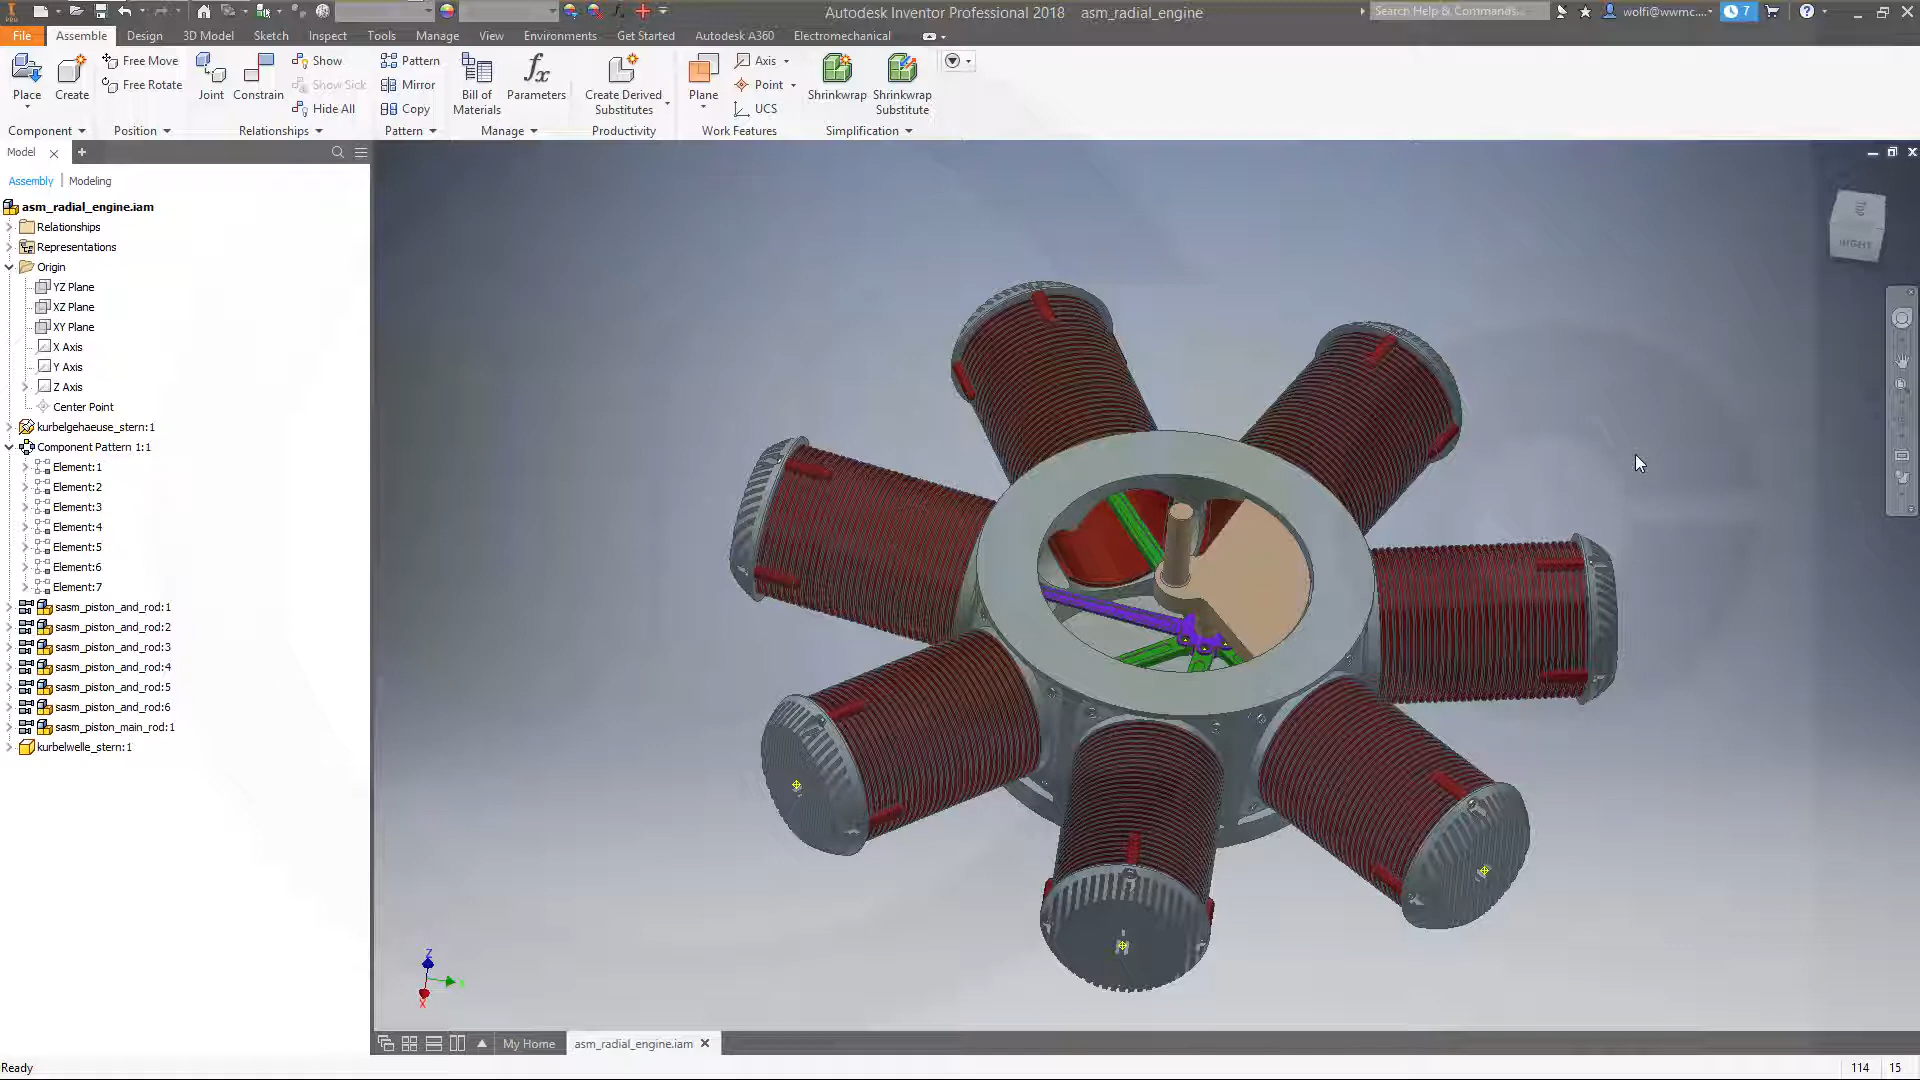 Autodesk Inventor Professional 2018 asm_radial_engine
Search Help & Commands...
wolfi@wwmc....
7
File Assemble Design 3D Model Sketch Inspect Tools Manage View Environments Get Started Autodesk A360 Electromechanical
Place
Create
Free Move
Free Rotate
Joint
Constrain
Show
Show Sick
Hide All
Pattern
Mirror
Copy
Bill of
Materials
Parameters
Create Derived
Substitutes
Plane
Axis
Point
UCS
Shrinkwrap
Shrinkwrap
Substitute
Component Position Relationships Pattern Manage Productivity Work Features Simplification
Model
Assembly | Modeling
asm_radial_engine.iam
Relationships
Representations
Origin
YZ Plane
XZ Plane
XY Plane
X Axis
Y Axis
Z Axis
Center Point
kurbelgehaeuse_stern:1
Component Pattern 1:1
Element:1
Element:2
Element:3
Element:4
Element:5
Element:6
Element:7
sasm_piston_and_rod:1
sasm_piston_and_rod:2
sasm_piston_and_rod:3
sasm_piston_and_rod:4
sasm_piston_and_rod:5
sasm_piston_and_rod:6
sasm_piston_main_rod:1
kurbelwelle_stern:1
TOP
RIGHT
Z
X
My Home
asm_radial_engine.iam
Ready
114 15